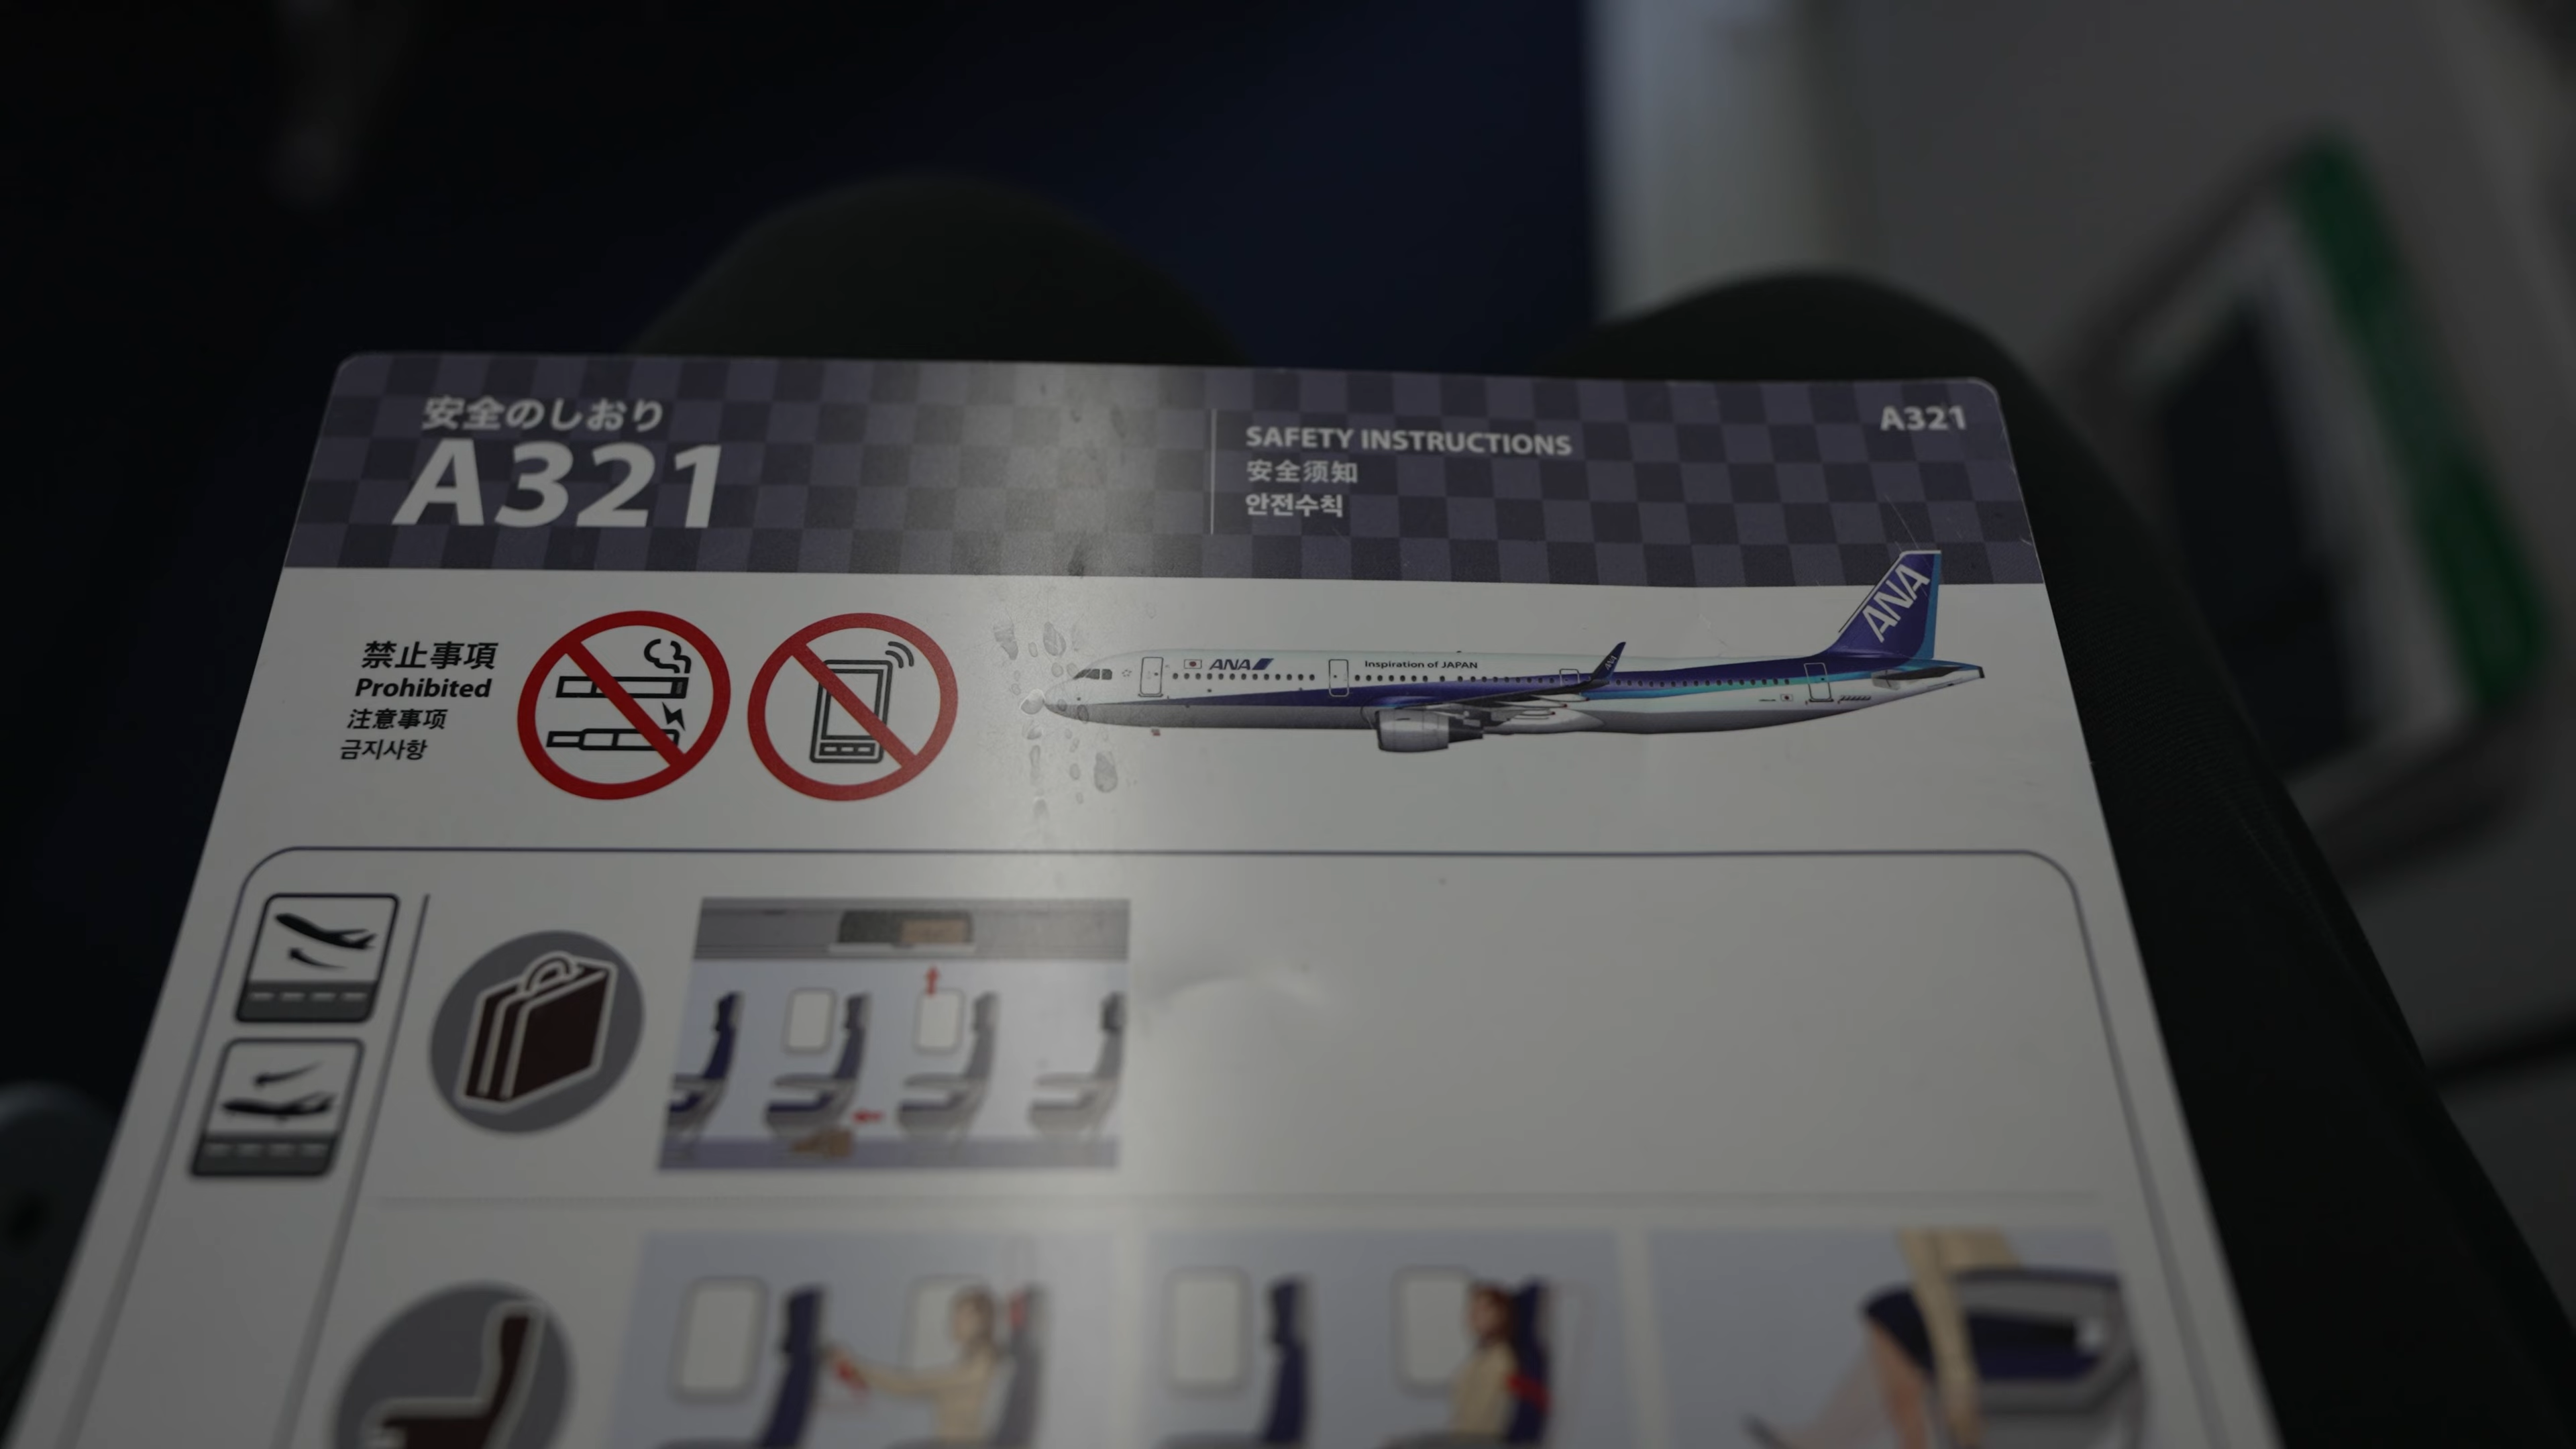 安全のしおり
A321
SAFETY INSTRUCTIONS
安全须知
안전수칙
A321
禁止事項
Prohibited
注意事项
금지사항
ANA
Inspiration of JAPAN
ANA
ANA